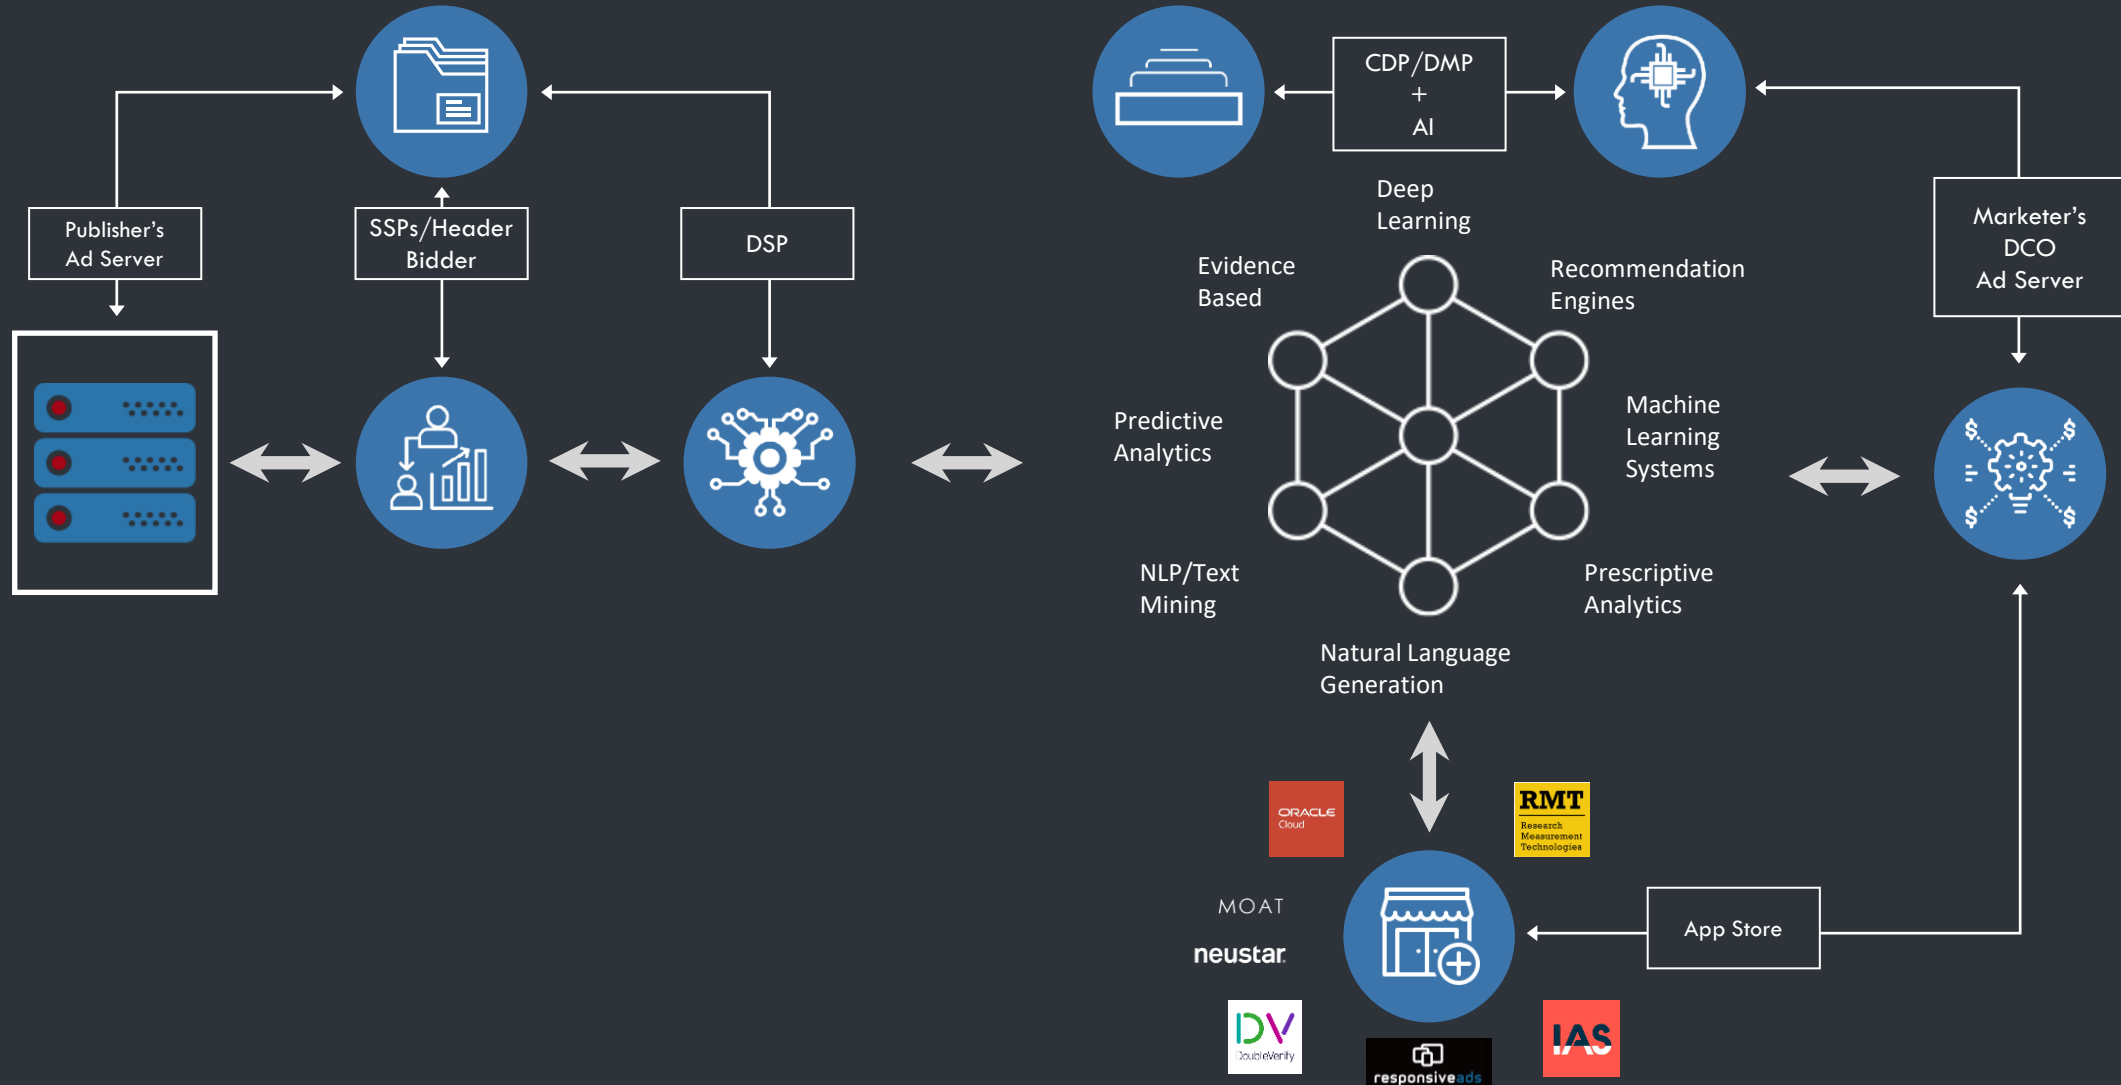 CDP/DMP
+
AI
Publisher's
Ad Server
SSPs/Header
Bidder
DSP
Deep
Learning
Marketer's
DCO
Ad Server
Evidence
Based
Recommendation
Engines
Predictive
Analytics
Machine
Learning
Systems
$ $
$ $
NLP/Text
Mining
Prescriptive
Analytics
Natural Language
Generation
ORACLE
Cloud
RMT
Research
Measurement
Technologies
MOAT
neustar
App Store
DV
DoubleVerify
IAS
responsiveads